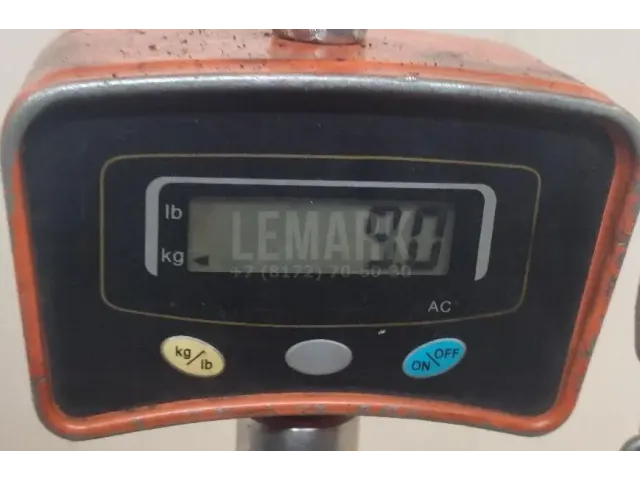 lb
LEMARK
kg
+7 (8172) 70-50-30
AC
kg/lb
ON/OFF